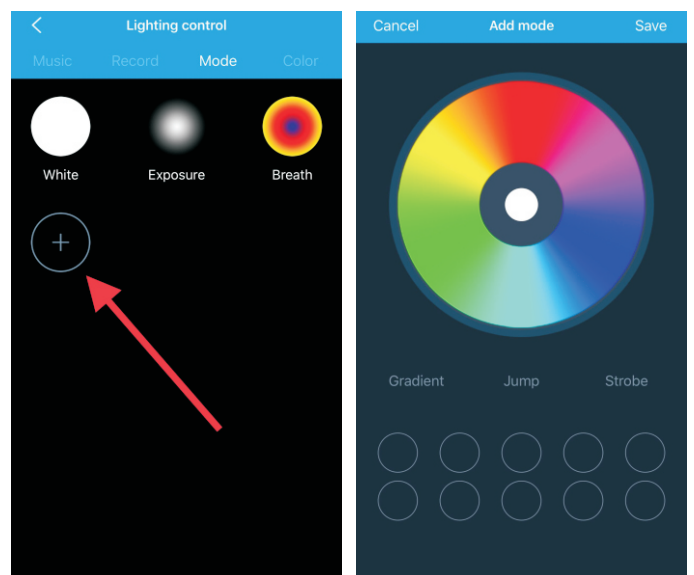 Lighting control
Music Record Mode Color
White Exposure Breath
Cancel Add mode Save
Gradient Jump Strobe